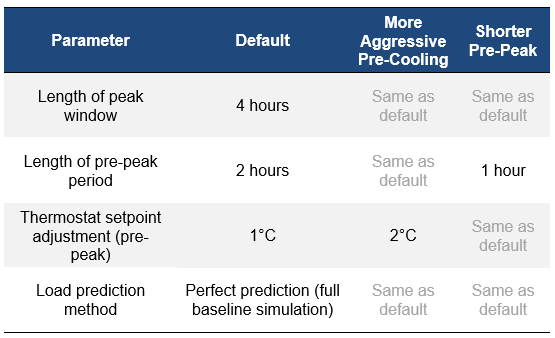 Parameter
Default
More
Aggressive
Pre-Cooling
Shorter
Pre-Peak
Length of peak
window
4 hours
Same as
default
Same as
default
Length of pre-peak
period
2 hours
Same as
default
1 hour
Thermostat setpoint
adjustment (pre-
peak)
1°C
2°C
Same as
default
Load prediction
method
Perfect prediction (full
baseline simulation)
Same as
default
Same as
default